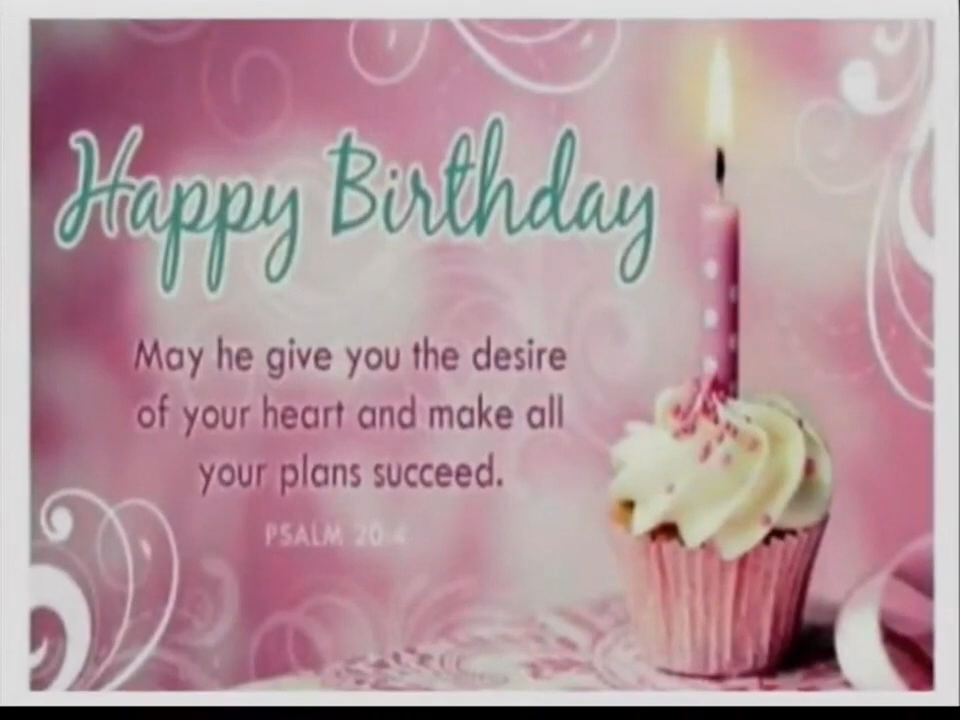 Happy Birthday
May he give you the desire
of your heart and make all
your plans succeed.
PSALM 20:4